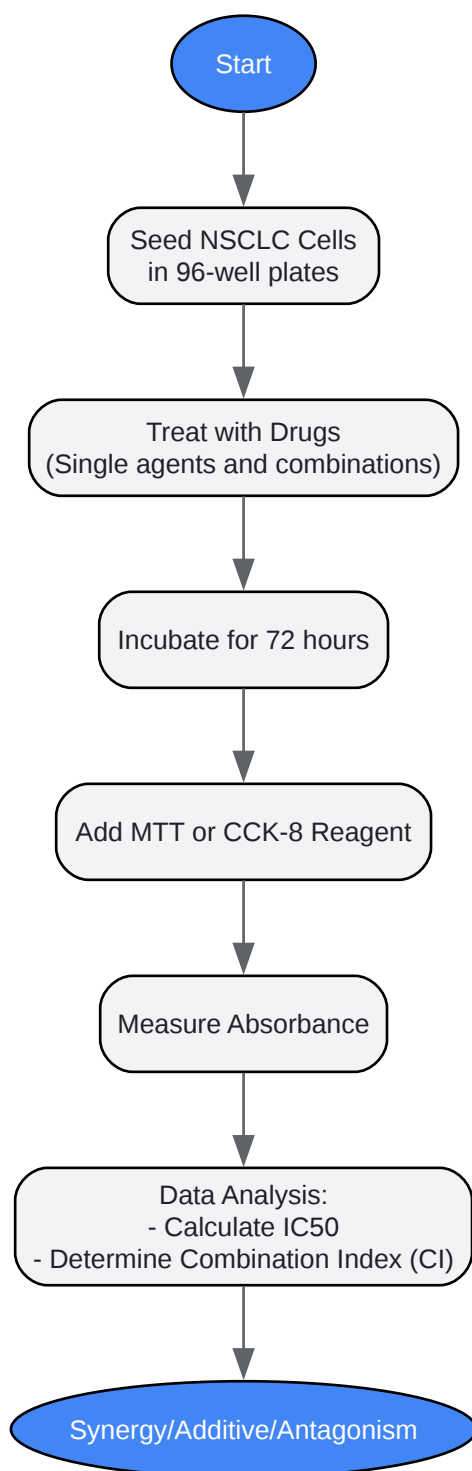 Start
Seed NSCLC Cells
in 96-well plates
Treat with Drugs
(Single agents and combinations)
Incubate for 72 hours
Add MTT or CCK-8 Reagent
Measure Absorbance
Data Analysis:
- Calculate IC50
- Determine Combination Index (CI)
Synergy/Additive/Antagonism